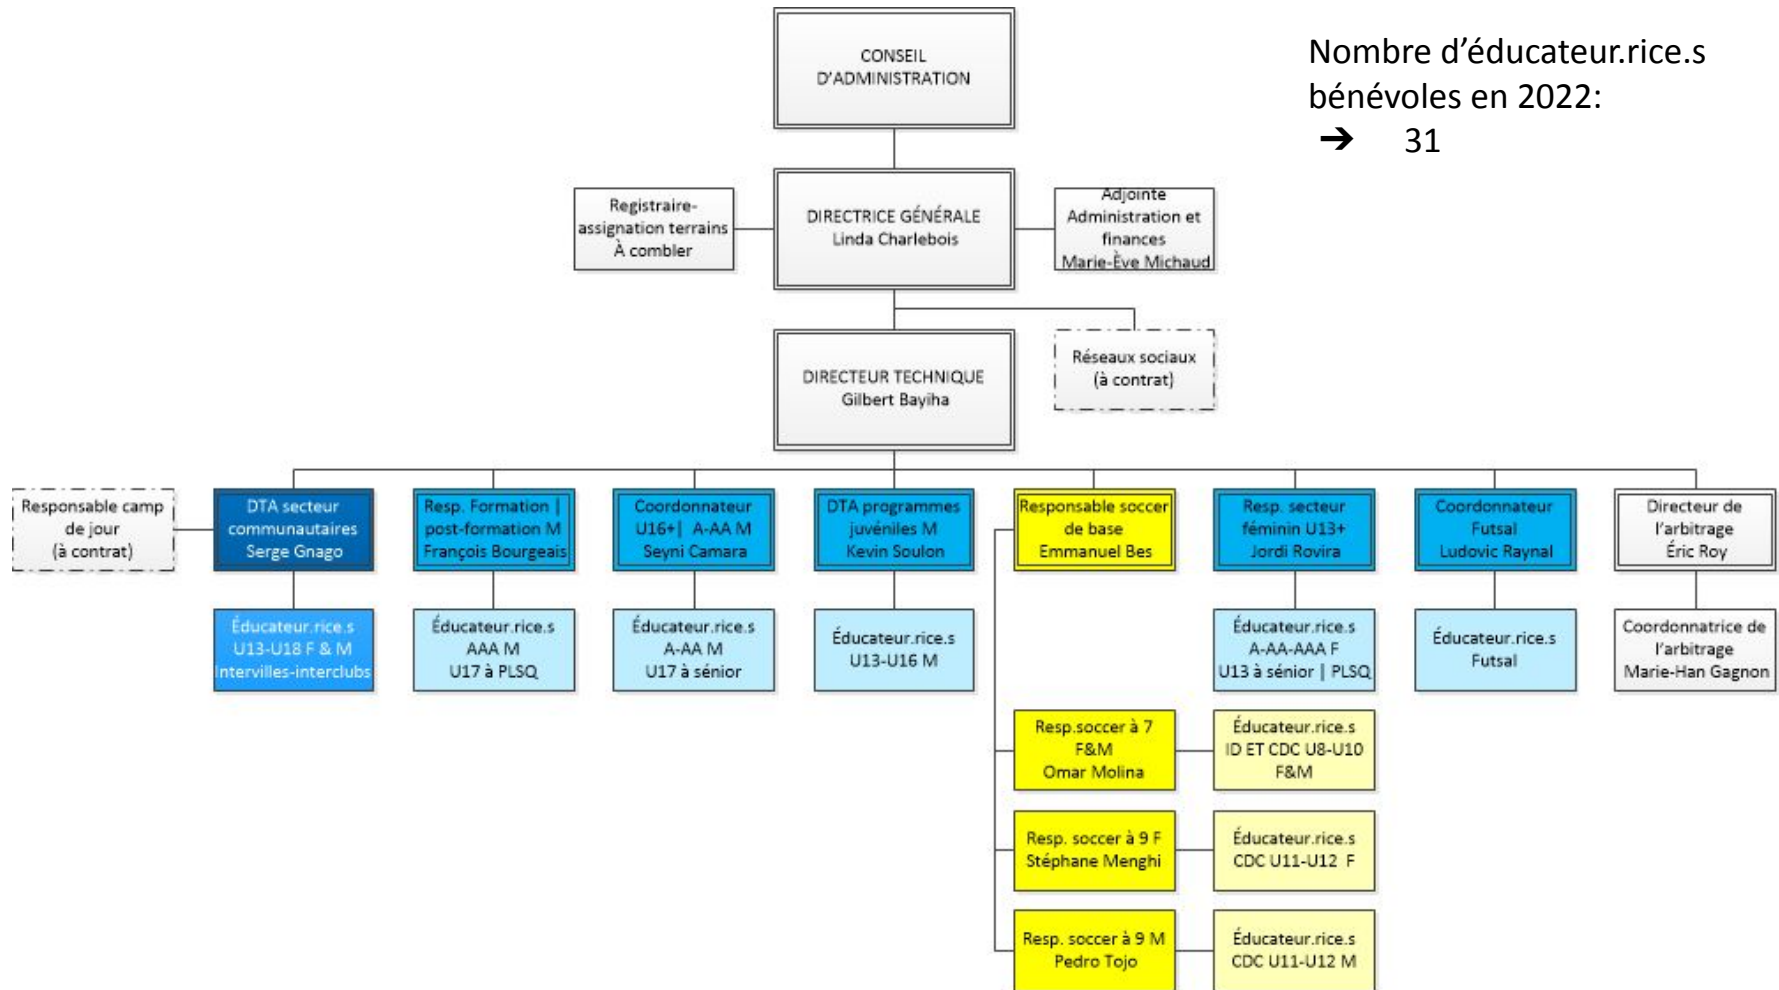 CONSEIL
D'ADMINISTRATION
Nombre d'éducateur.rice.s
bénévoles en 2022:
➔ 31
Registraire-
assignation terrains
À combler
DIRECTRICE GÉNÉRALE
Linda Charlebois
Adjointe
Administration et
finances
Marie-Ève Michaud
DIRECTEUR TECHNIQUE
Gilbert Bayiha
Réseaux sociaux
(à contrat)
Responsable camp
de jour
(à contrat)
DTA secteur
communautaires
Serge Gnago
Resp. Formation |
post-formation M
François Bourgeais
Coordonnateur
U16+| A-AA M
Seyni Camara
DTA programmes
juvéniles M
Kevin Soulon
Responsable soccer
de base
Emmanuel Bes
Resp. secteur
féminin U13+
Jordi Rovira
Coordonnateur
Futsal
Ludovic Raynal
Directeur de
l'arbitrage
Éric Roy
Éducateur.rice.s
U13-U18 F & M
Intervilles-interclubs
Éducateur.rice.s
AAA M
U17 à PLSQ
Éducateur.rice.s
A-AA M
U17 à sénior
Éducateur.rice.s
U13-U16 M
Éducateur.rice.s
A-AA-AAA F
U13 à sénior | PLSQ
Éducateur.rice.s
Futsal
Coordonnatrice de
l'arbitrage
Marie-Han Gagnon
Resp.soccer à 7
F&M
Omar Molina
Éducateur.rice.s
ID ET CDC U8-U10
F&M
Resp. soccer à 9 F
Stéphane Menghi
Éducateur.rice.s
CDC U11-U12 F
Resp. soccer à 9 M
Pedro Tojo
Éducateur.rice.s
CDC U11-U12 M